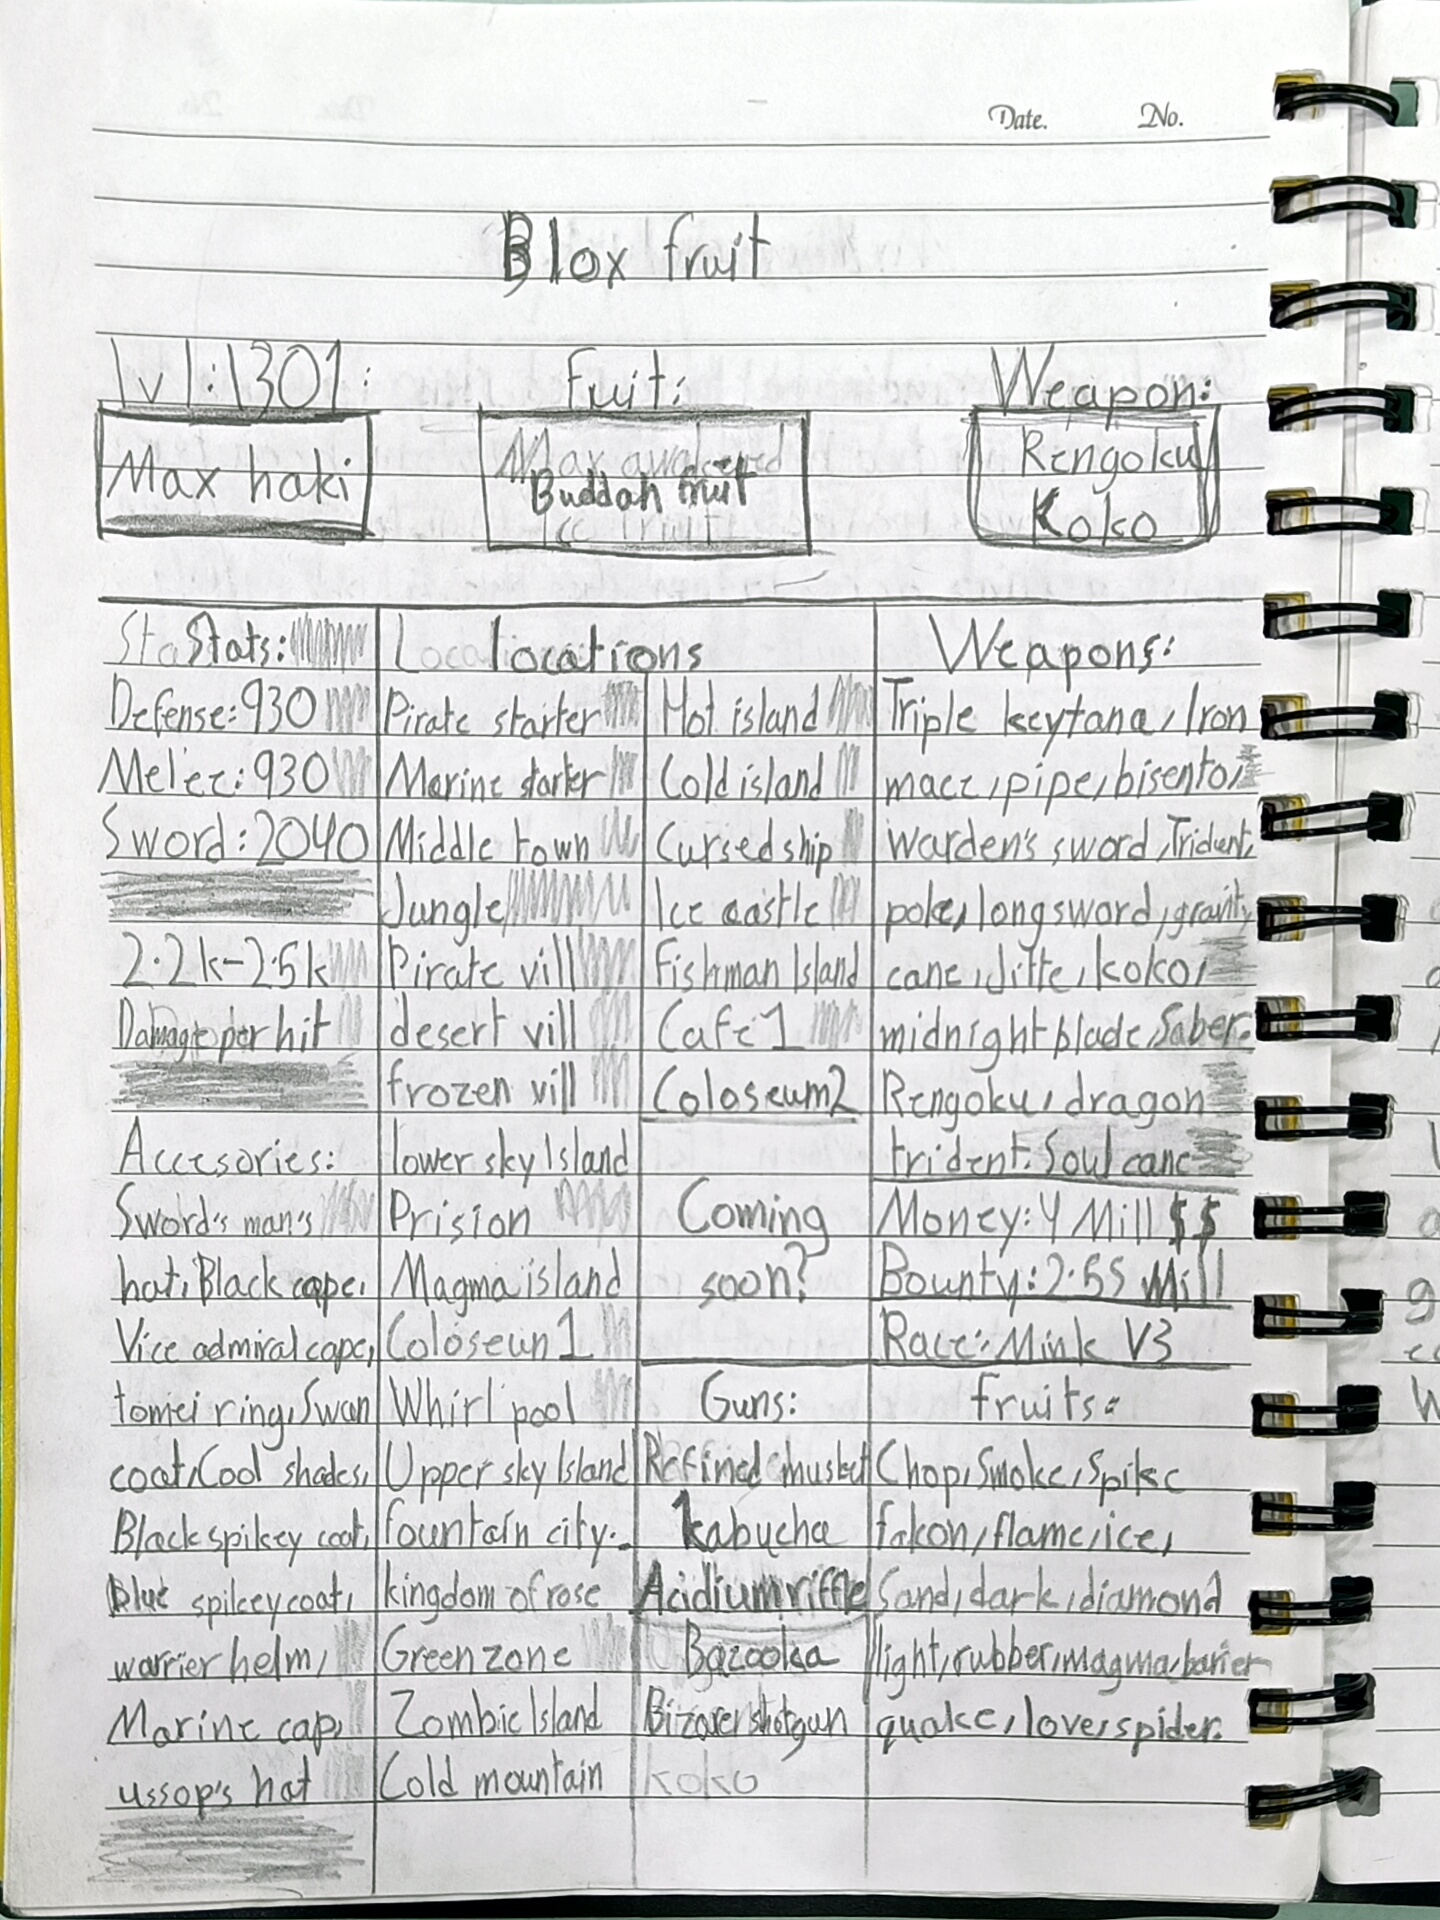 Date. No.
Blox fruit
lvl:1301:
Max haki
fruit:
Max awakened
Buddah fruit
Weapon:
Rengoku
Koko
Stats:
Defense:930
Melee:930
Sword:2040
2.2k-2.5k
Damage per hit
Accesories:
Sword's man's
hat, Black cape,
Vice admiral cape,
tomei ring, Swan
coat, Cool shades,
Black spikey coat,
Blue spikey coat,
warrier helm,
Marine cap,
ussop's hat
locations
Pirate starter
Marine starter
Middle town
Jungle
Pirate vill
desert vill
frozen vill
lower sky Island
Prision
Magma island
Coloseun 1
Whirl pool
Upper sky Island
fountain city.
kingdom of rose
Green zone
Zombie Island
Cold mountain
Hot island
Cold island
Cursed ship
Ice castle
Fishman Island
Cafe 1
Coloseum2
Coming
soon?
Guns:
Refined musket
kabucha
Acidium riffle
Bazooka
Bizarer shotgun
koko
Weapons:
Triple keytana, Iron
mace, pipe, bisento,
warden's sword, Trident,
poke, longsword, gravity
cane, Jitte, koko,
midnight blade, Saber.
Rengoku, dragon
trident. Soul cane
Money: 4 Mill $$
Bounty: 2.55 Mill
Race: Mink V3
fruits:
Chop, Smoke, Spike
falcon, flame, ice,
Sand, dark, diamond
light, rubber, magma, barier
quake, love, spider.